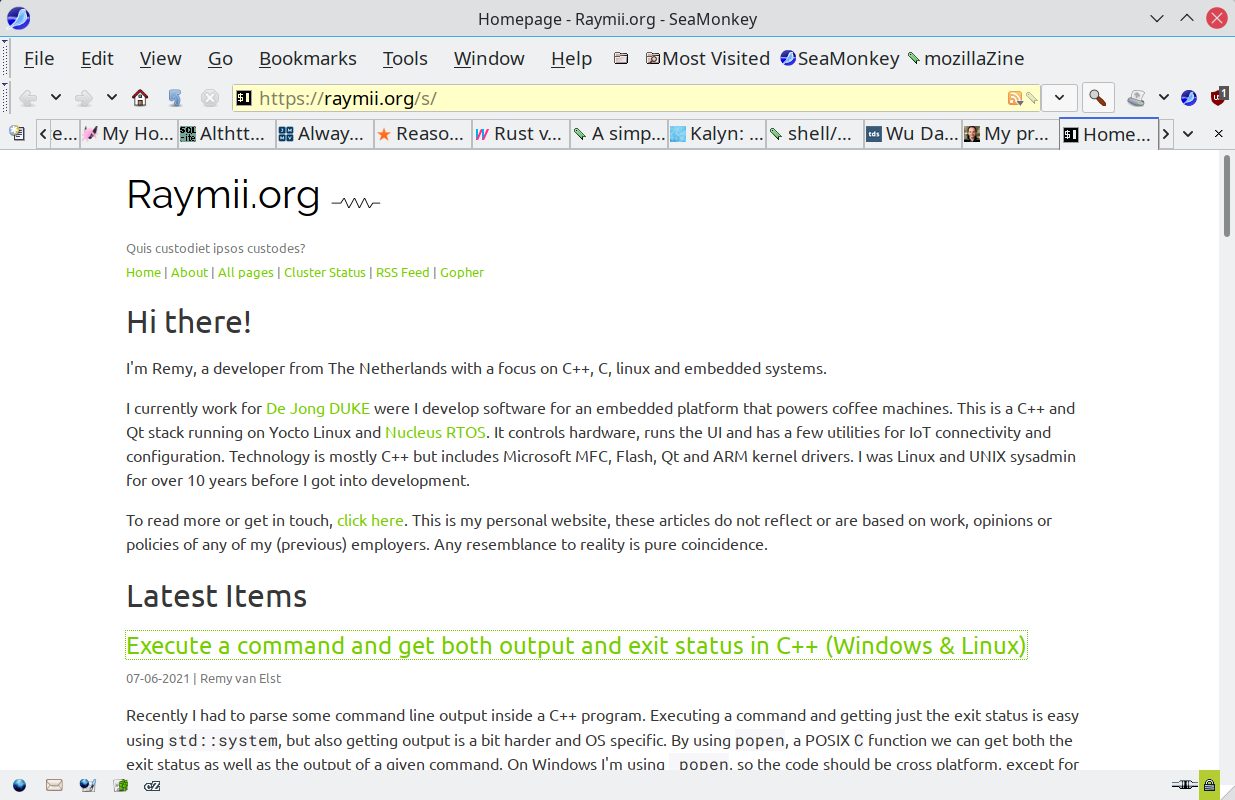 Homepage - Raymii.org - SeaMonkey
File Edit View Go Bookmarks Tools Window Help Most Visited SeaMonkey mozillaZine
$I https://raymii.org/s/ 1
e... My Ho... SQL ite Althtt... Alway... Reaso... Rust v... A simp... Kalyn: ... shell/... tds Wu Da... My pr... $I Home...
Raymii.org
Quis custodiet ipsos custodes?
Home | About | All pages | Cluster Status | RSS Feed | Gopher
Hi there!
I'm Remy, a developer from The Netherlands with a focus on C++, C, linux and embedded systems.
I currently work for De Jong DUKE were I develop software for an embedded platform that powers coffee machines. This is a C++ and
Qt stack running on Yocto Linux and Nucleus RTOS. It controls hardware, runs the UI and has a few utilities for IoT connectivity and
configuration. Technology is mostly C++ but includes Microsoft MFC, Flash, Qt and ARM kernel drivers. I was Linux and UNIX sysadmin
for over 10 years before I got into development.
To read more or get in touch, click here. This is my personal website, these articles do not reflect or are based on work, opinions or
policies of any of my (previous) employers. Any resemblance to reality is pure coincidence.
Latest Items
Execute a command and get both output and exit status in C++ (Windows & Linux)
07-06-2021 | Remy van Elst
Recently I had to parse some command line output inside a C++ program. Executing a command and getting just the exit status is easy
using std::system, but also getting output is a bit harder and OS specific. By using popen, a POSIX C function we can get both the
exit status as well as the output of a given command. On Windows I'm using _popen, so the code should be cross platform, except for
cZ